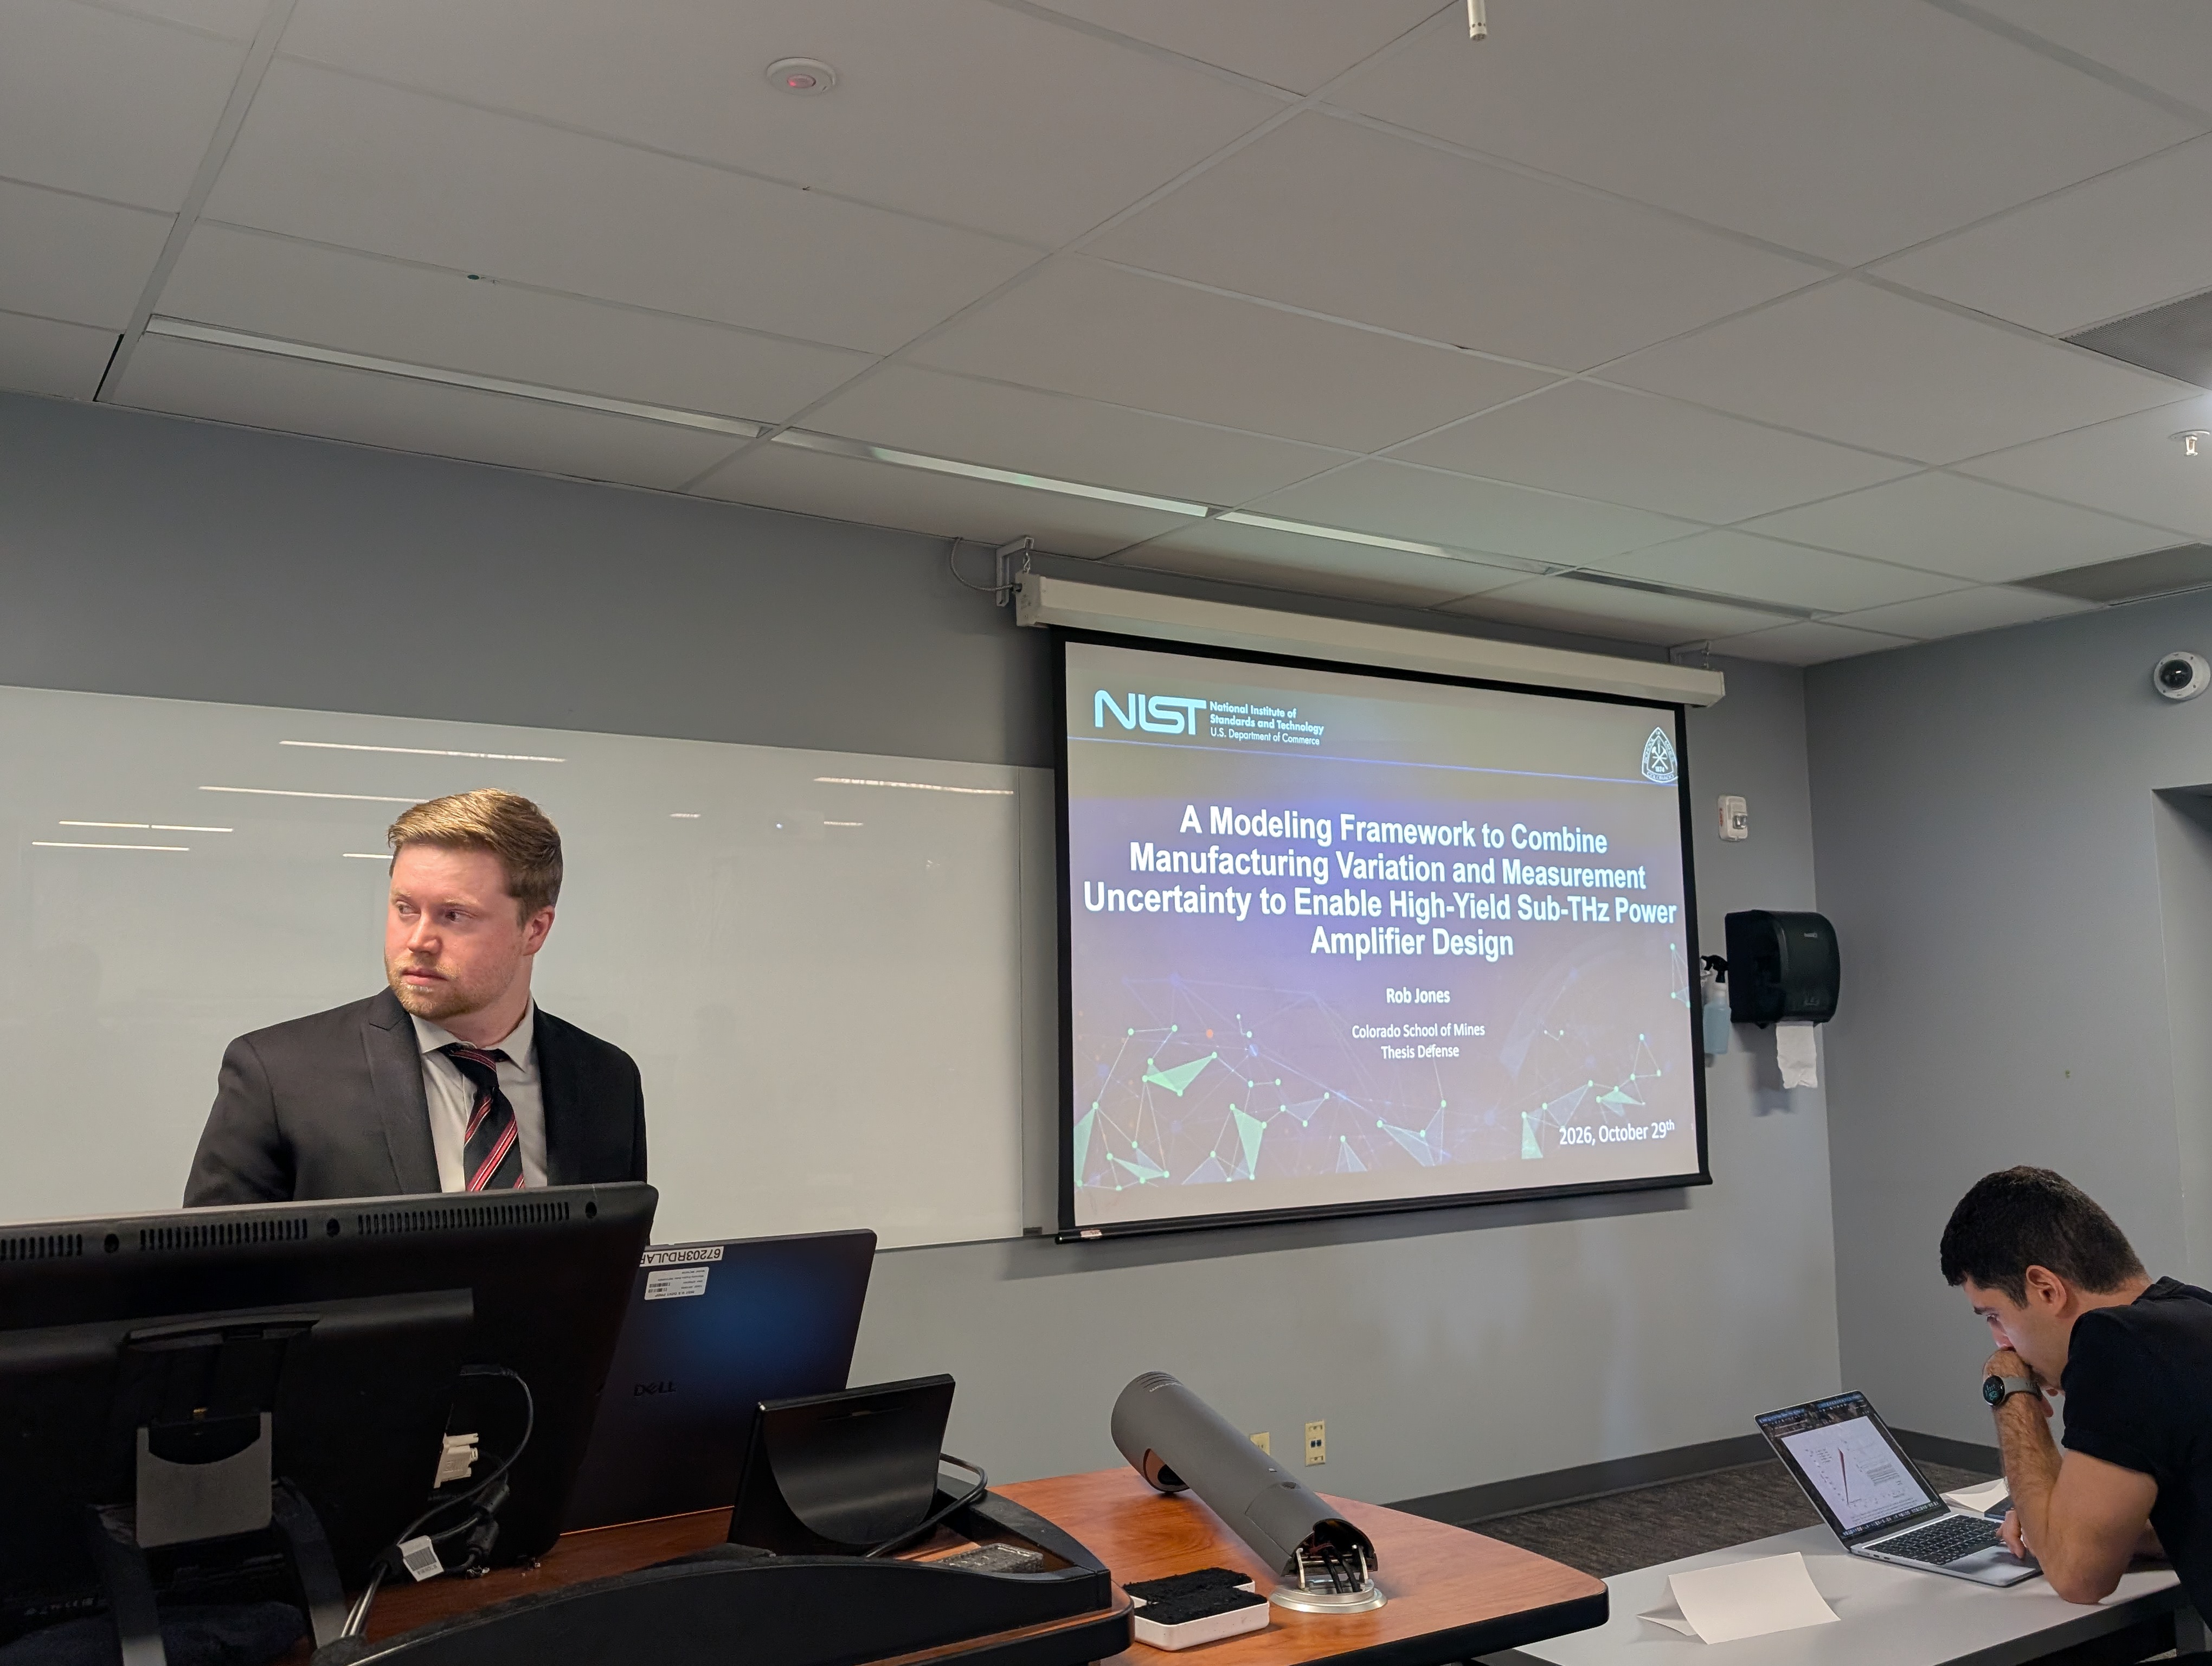 NIST
National Institute of
Standards and Technology
U.S. Department of Commerce
A Modeling Framework to Combine
Manufacturing Variation and Measurement
Uncertainty to Enable High-Yield Sub-THz Power
Amplifier Design
Rob Jones
Colorado School of Mines
Thesis Defense
2026, October 29th
67203RDJLAP
DELL